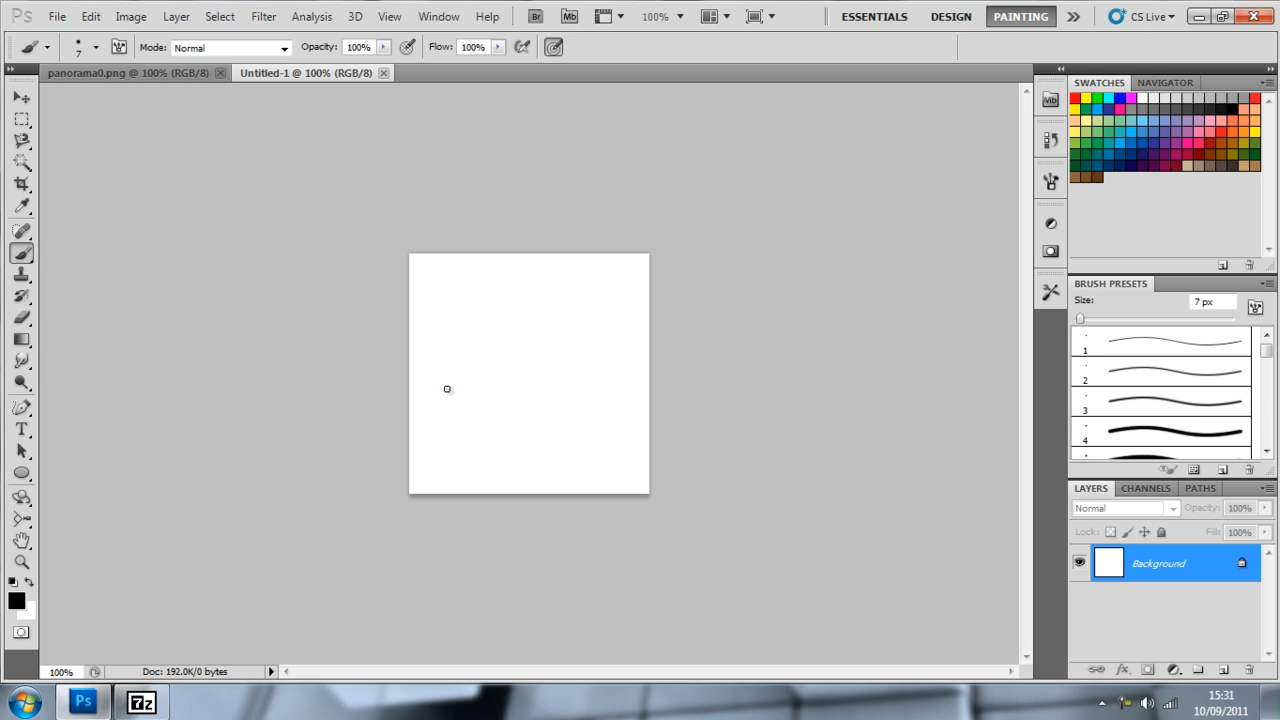 Ps File Edit Image Layer Select Filter Analysis 3D View Window Help Br Mb 100% ESSENTIALS DESIGN PAINTING CS Live
7 Mode: Normal Opacity: 100% Flow: 100%
panorama0.png @ 100% (RGB/8) Untitled-1 @ 100% (RGB/8)
SWATCHES NAVIGATOR
Mb
BRUSH PRESETS
Size: 7 px
1
2
3
4
LAYERS CHANNELS PATHS
Normal Opacity: 100%
Lock: Fill: 100%
Background
T
fx
100% Doc: 192.0K/0 bytes
Ps 7z
15:31
10/09/2011